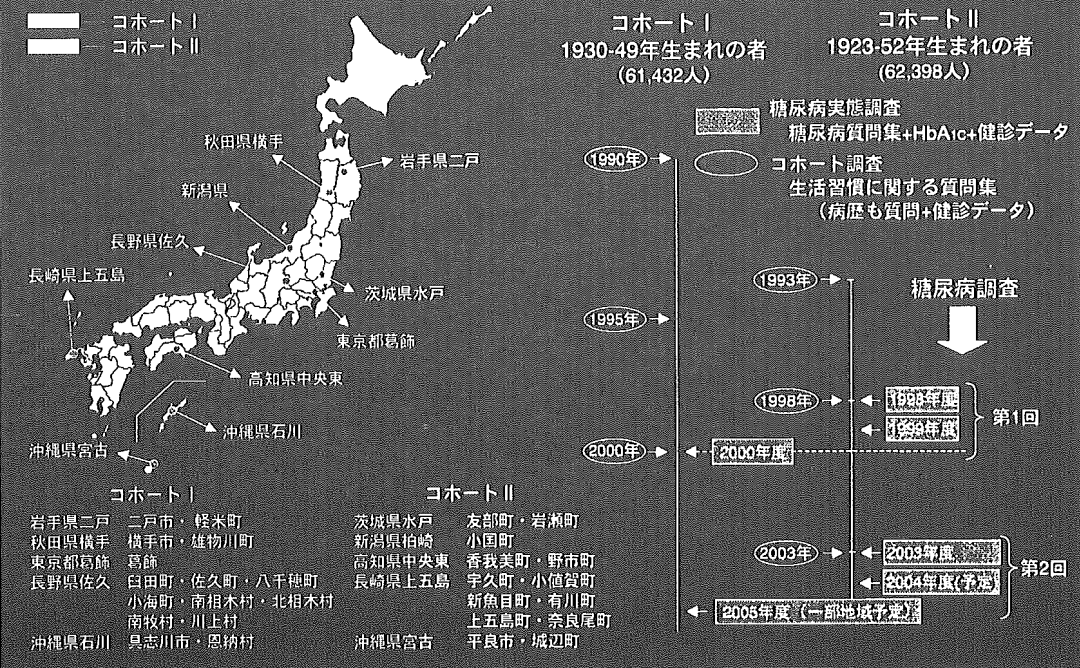 コホートⅠ
コホートⅡ
コホートⅠ
1930-49年生まれの者
(61,432人)
コホートⅡ
1923-52年生まれの者
(62,398人)
糖尿病実態調査
糖尿病質問集+HbA1c+健診データ
コホート調査
生活習慣に関する質問集
(病歴も質問+健診データ)
秋田県横手
岩手県二戸
新潟県
長野県佐久
長崎県上五島
茨城県水戸
東京都葛飾
高知県中央東
沖縄県石川
沖縄県宮古
1990年
1993年
糖尿病調査
1995年
1998年
1998年度
1999年度
第1回
2000年
2000年度
2003年
2003年度
2004年度(予定)
第2回
2005年度(一部地域予定)
コホートⅠ
岩手県二戸 二戸市・軽米町
秋田県横手 横手市・雄物川町
東京都葛飾 葛飾
長野県佐久 臼田町・佐久町・八千穂町
小海町・南相木村・北相木村
南牧村・川上村
沖縄県石川 具志川市・恩納村
コホートⅡ
茨城県水戸 友部町・岩瀬町
新潟県柏崎 小国町
高知県中央東 香我美町・野市町
長崎県上五島 宇久町・小値賀町
新魚目町・有川町
上五島町・奈良尾町
沖縄県宮古 平良市・城辺町